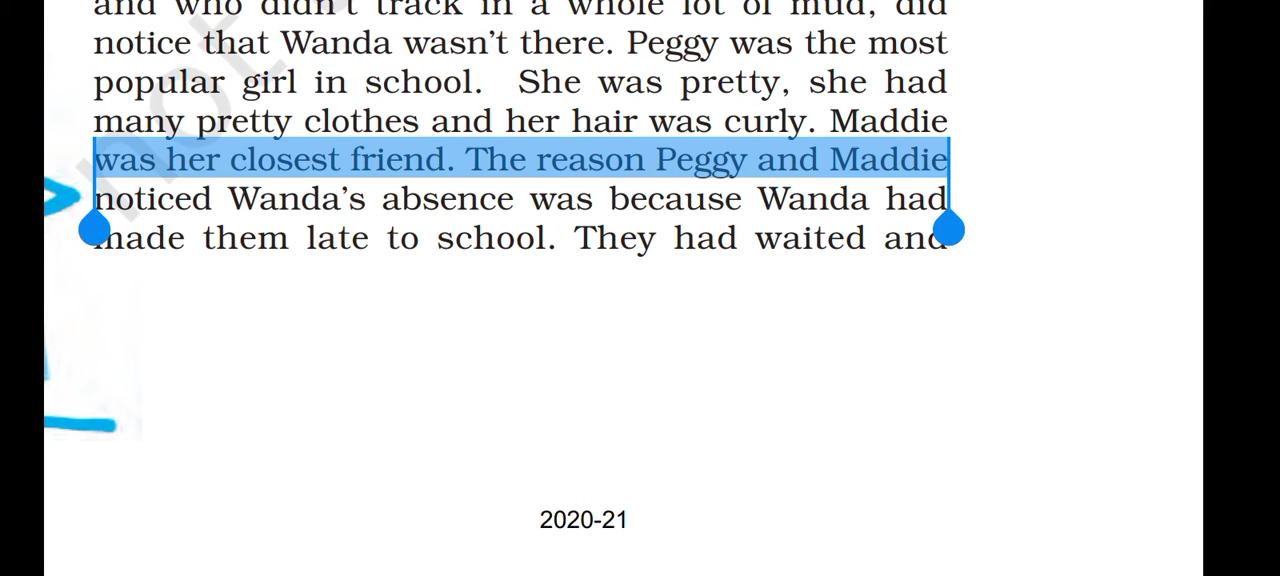 and who didn't track in a whole lot of mud, did
notice that Wanda wasn't there. Peggy was the most
popular girl in school. She was pretty, she had
many pretty clothes and her hair was curly. Maddie
was her closest friend. The reason Peggy and Maddie
noticed Wanda's absence was because Wanda had
made them late to school. They had waited and
not
2020-21